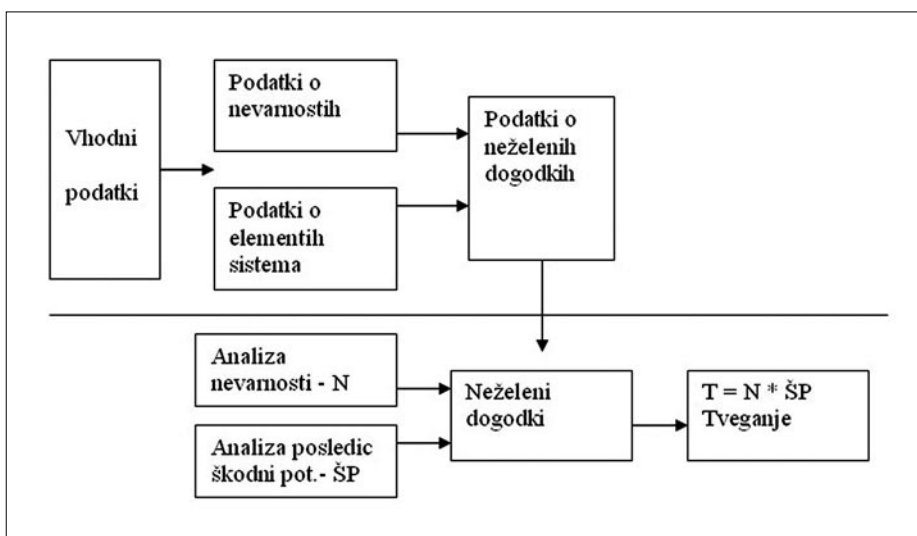 Vhodni
podatki
Podatki o
nevarnostih
Podatki o
elementih
sistema
Podatki o
neželenih
dogodkih
Analiza
nevarnosti - N
Analiza posledic
škodni pot.- ŠP
Neželeni
dogodki
T = N * ŠP
Tveganje